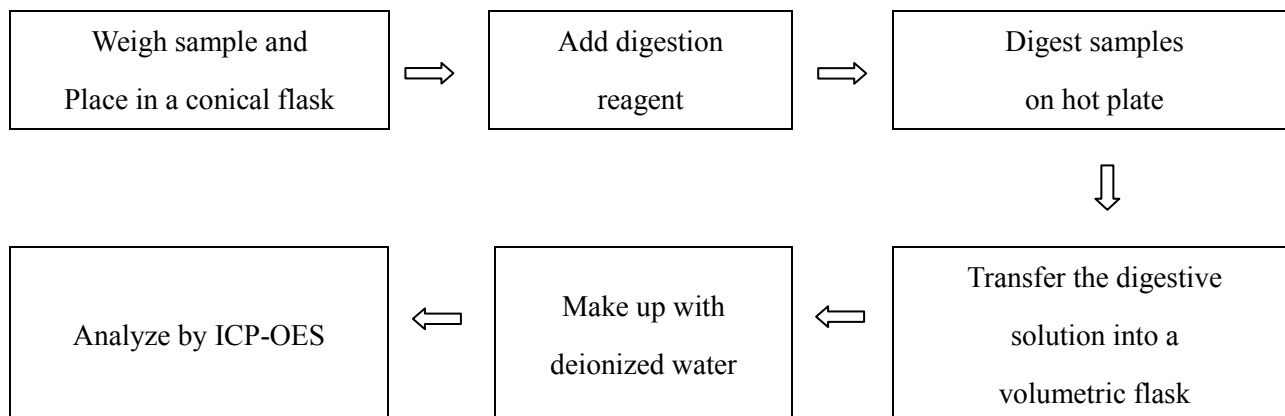 Weigh sample and
Place in a conical flask
Add digestion
reagent
Digest samples
on hot plate
Transfer the digestive
solution into a
volumetric flask
Make up with
deionized water
Analyze by ICP-OES